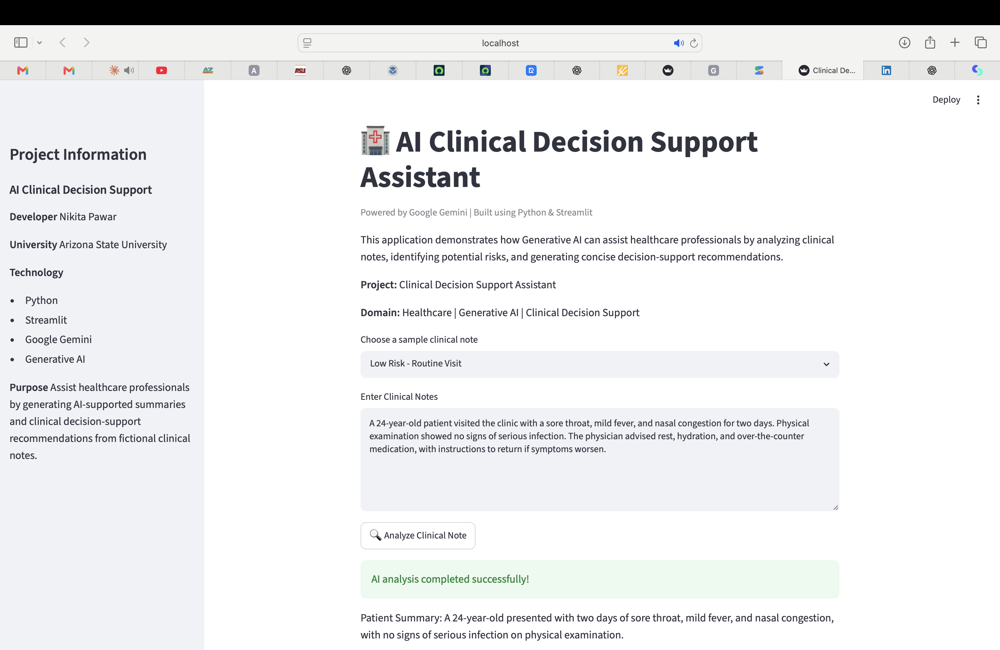 localhost
AZ
A
ASU
G
Clinical De...
in
Deploy
Project Information
AI Clinical Decision Support
Developer Nikita Pawar
University Arizona State University
Technology
• Python
• Streamlit
• Google Gemini
• Generative AI
Purpose Assist healthcare professionals
by generating AI-supported summaries
and clinical decision-support
recommendations from fictional clinical
notes.
AI Clinical Decision Support
Assistant
Powered by Google Gemini | Built using Python & Streamlit
This application demonstrates how Generative AI can assist healthcare professionals by analyzing clinical
notes, identifying potential risks, and generating concise decision-support recommendations.
Project: Clinical Decision Support Assistant
Domain: Healthcare | Generative AI | Clinical Decision Support
Choose a sample clinical note
Low Risk - Routine Visit
Enter Clinical Notes
A 24-year-old patient visited the clinic with a sore throat, mild fever, and nasal congestion for two days. Physical
examination showed no signs of serious infection. The physician advised rest, hydration, and over-the-counter
medication, with instructions to return if symptoms worsen.
Analyze Clinical Note
AI analysis completed successfully!
Patient Summary: A 24-year-old presented with two days of sore throat, mild fever, and nasal congestion,
with no signs of serious infection on physical examination.